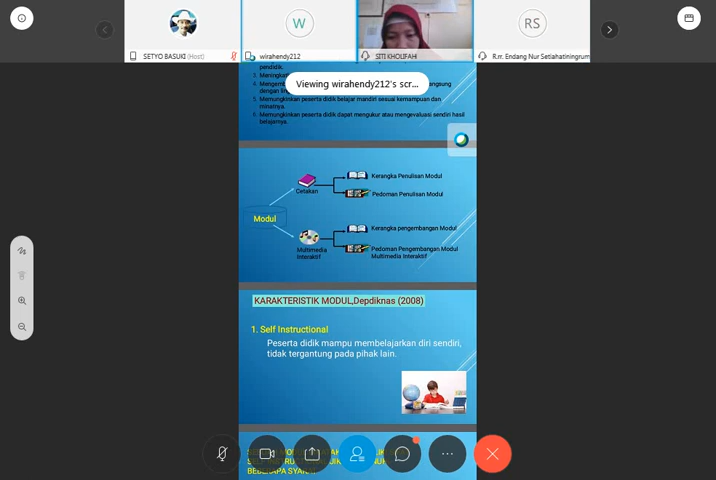 W
RS
SETYO BASUKI (Host)
wirahendy212
SITI KHOLIFAH
R.rr. Endang Nur Setiahatiningrum
Viewing wirahendy212's scr...
pendidik.
3. Meningkat
4. Mengemb
angsung
dengan
5. Memungkinkan peserta didik belajar mandiri sesuai kemampuan dan
minatnya.
6. Memungkinkan peserta didik dapat mengukur atau mengevaluasi sendiri hasil
belajarnya.
Modul
Cetakan
Kerangka Penulisan Modul
Pedoman Penulisan Modul
Multimedia
Interaktif
Kerangka pengembangan Modul
Pedoman Pengembangan Modul
Multimedia Interaktif
KARAKTERISTIK MODUL,Depdiknas (2008)
1. Self Instructional
Peserta didik mampu membelajarkan diri sendiri,
tidak tergantung pada pihak lain.
BEBERAPA SYARA